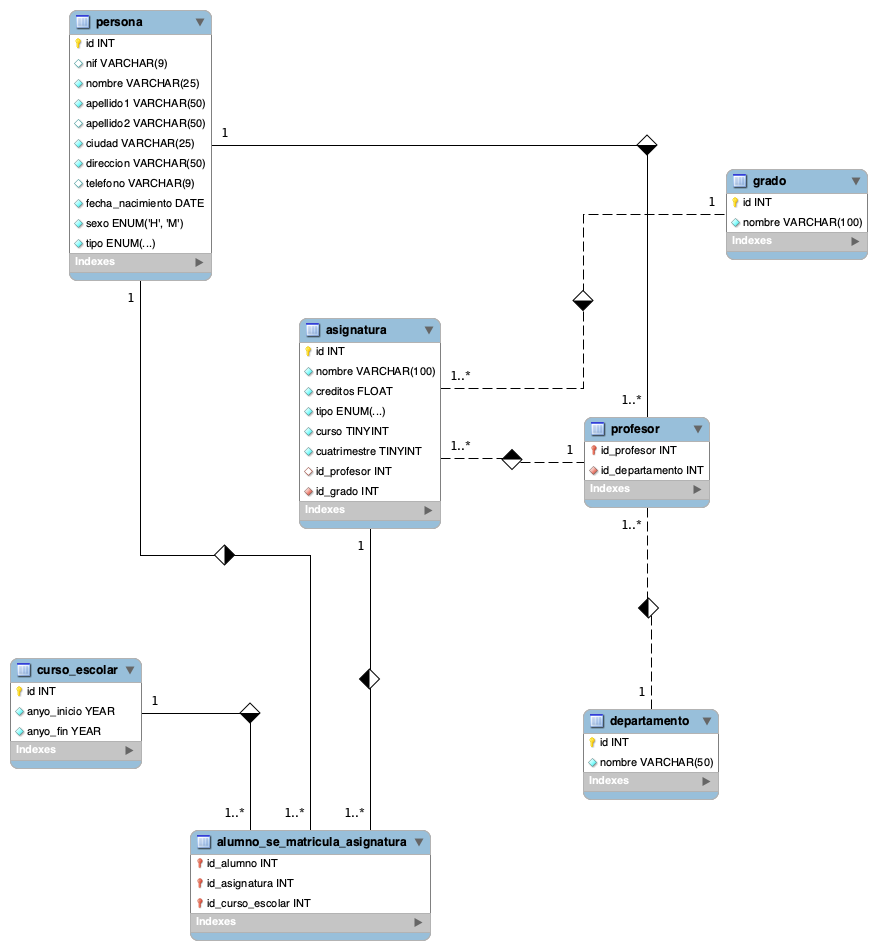 persona
id INT
nif VARCHAR(9)
nombre VARCHAR(25)
apellido1 VARCHAR(50)
apellido2 VARCHAR(50)
ciudad VARCHAR(25)
direccion VARCHAR(50)
telefono VARCHAR(9)
fecha_nacimiento DATE
sexo ENUM('H', 'M')
tipo ENUM(...)
Indexes
1
1
grado
id INT
nombre VARCHAR(100)
Indexes
1
asignatura
id INT
nombre VARCHAR(100)
creditos FLOAT
tipo ENUM(...)
curso TINYINT
cuatrimestre TINYINT
id_profesor INT
id_grado INT
Indexes
1..*
1..*
1
1
1..*
profesor
id_profesor INT
id_departamento INT
Indexes
1..*
1
departamento
id INT
nombre VARCHAR(50)
Indexes
curso_escolar
id INT
anyo_inicio YEAR
anyo_fin YEAR
Indexes
1
1..*
1..*
1..*
alumno_se_matricula_asignatura
id_alumno INT
id_asignatura INT
id_curso_escolar INT
Indexes